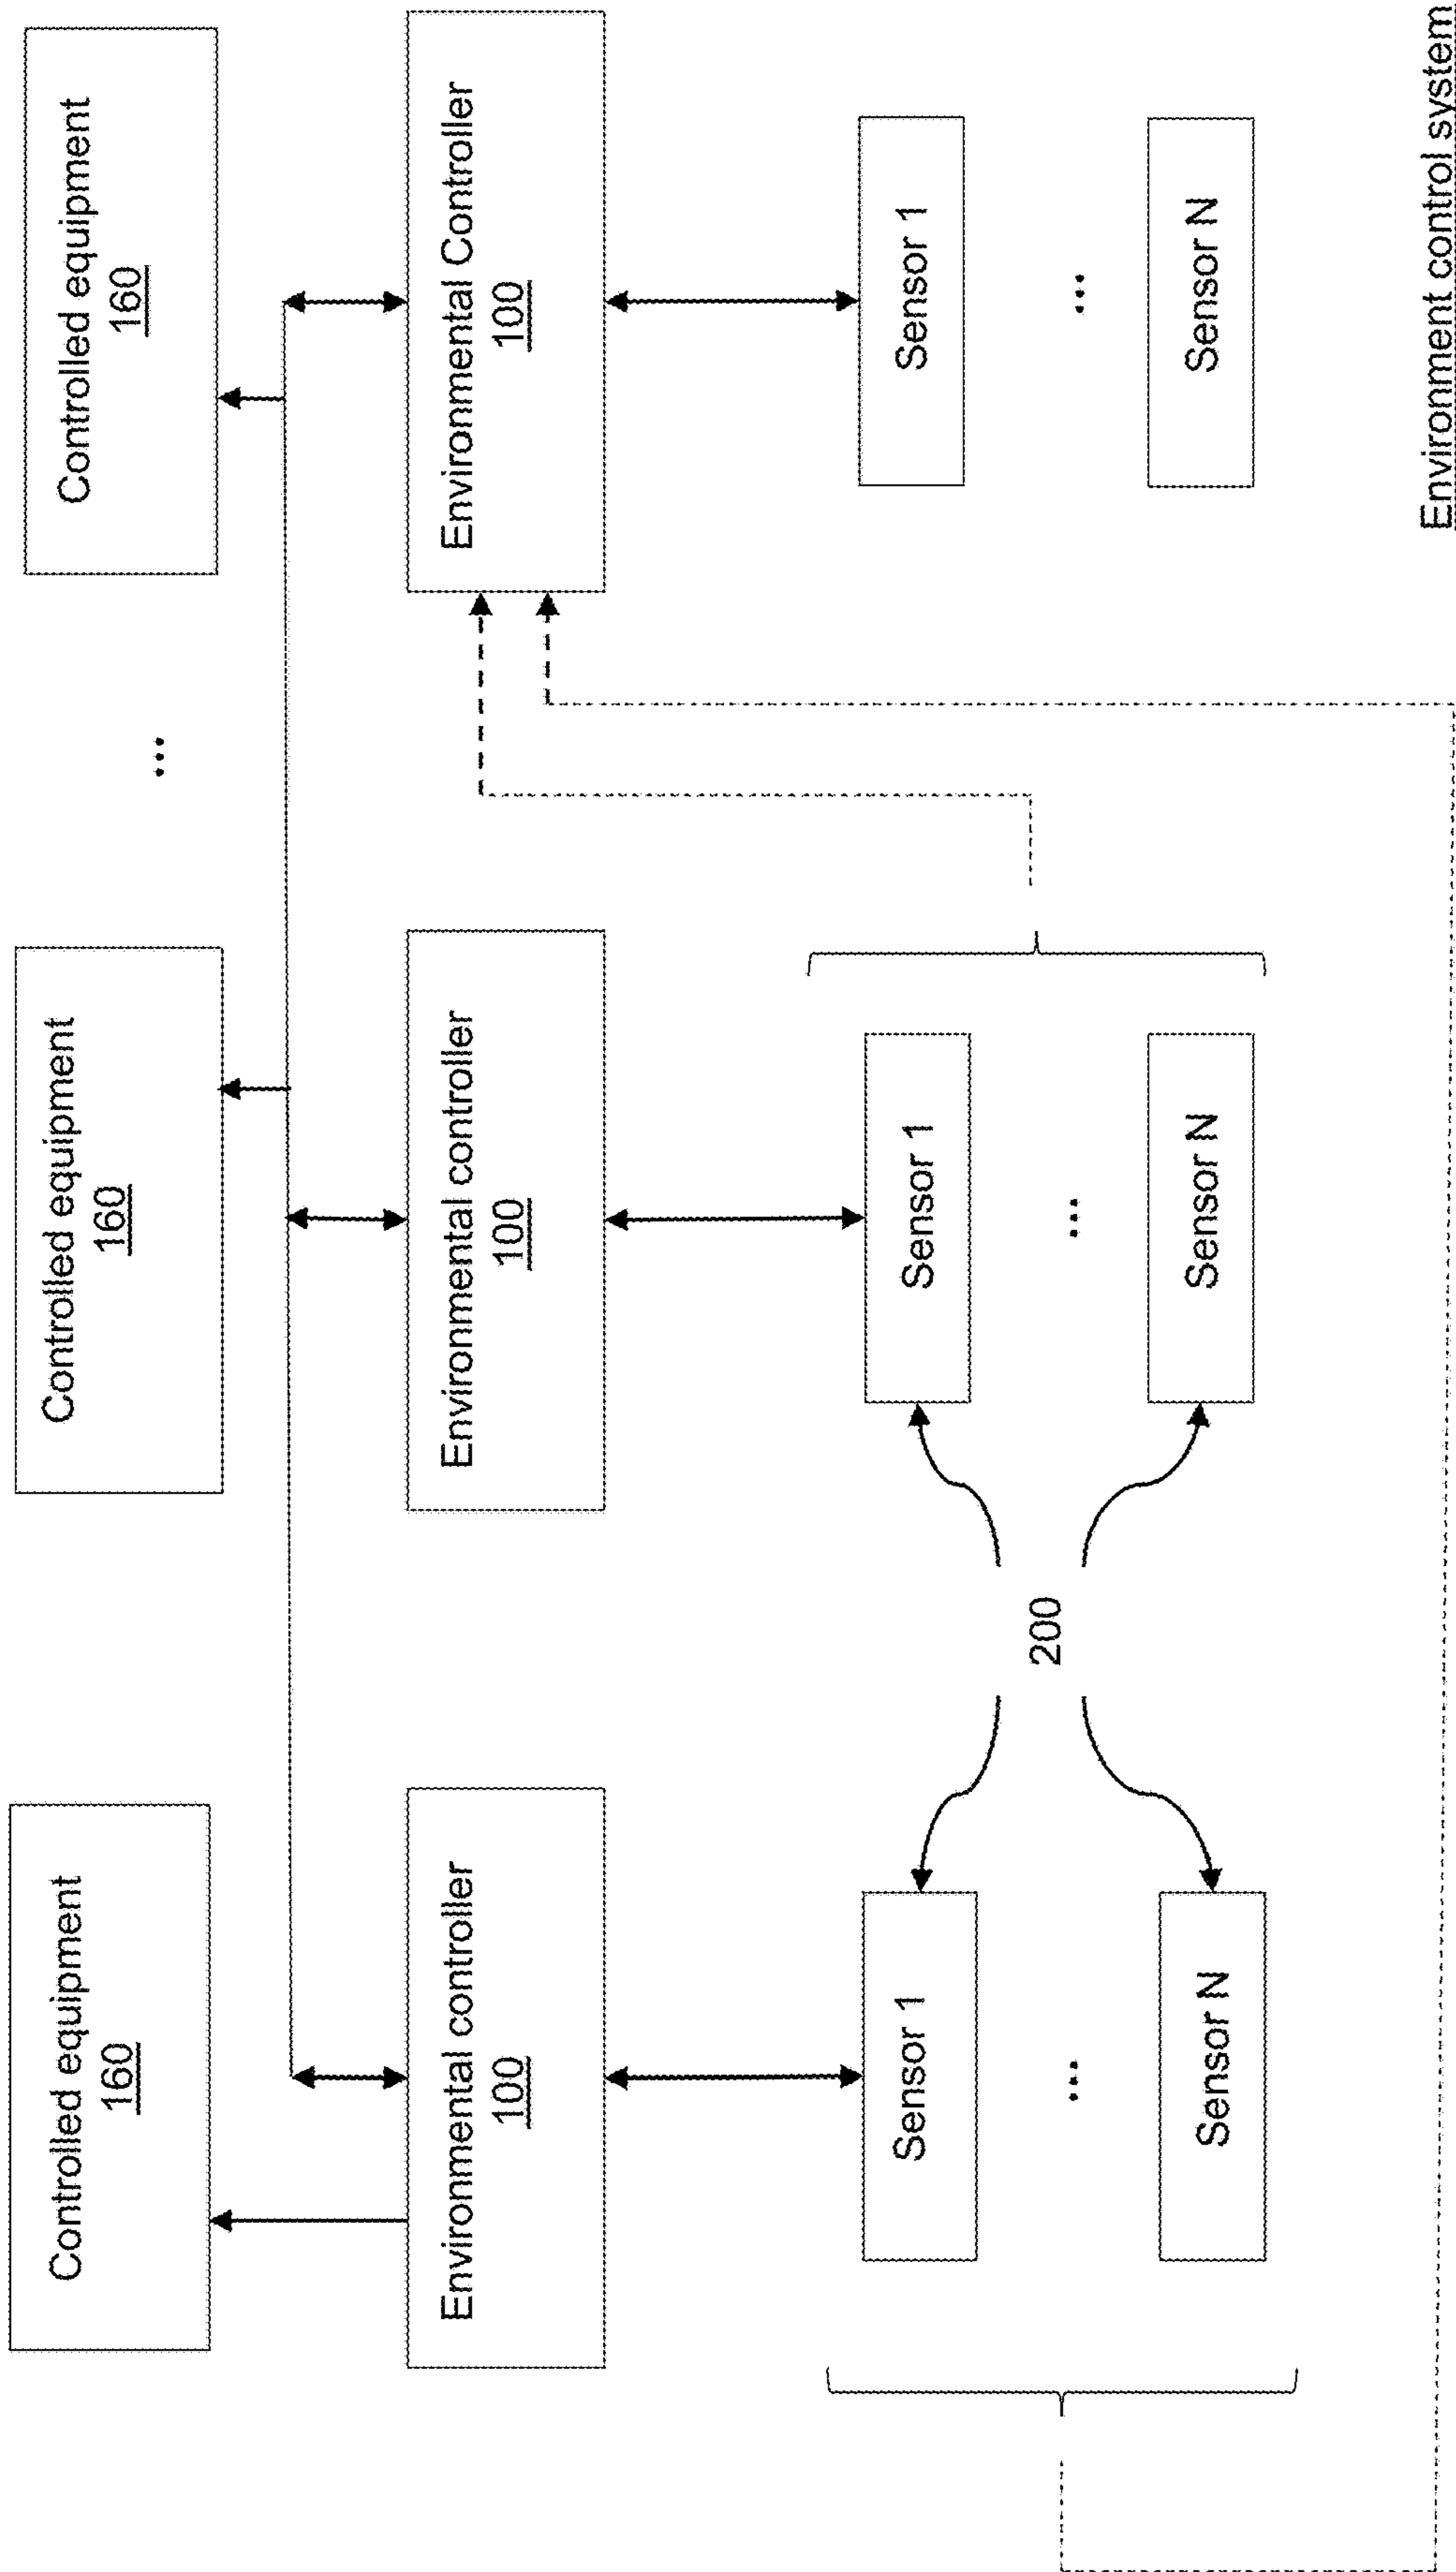 Controlled equipment
160
Controlled equipment
160
...
Controlled equipment
160
Environmental controller
100
Environmental controller
100
Environmental Controller
100
Sensor 1
Sensor 1
Sensor 1
...
200
...
...
Sensor N
Sensor N
Sensor N
Environment control system